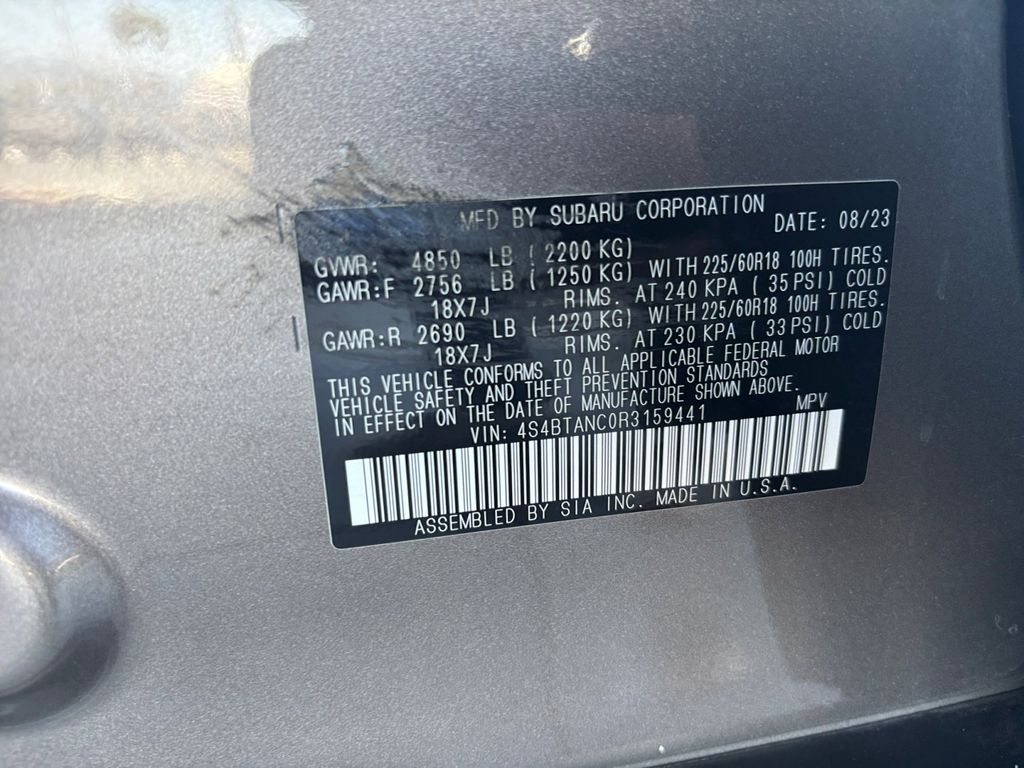 MFD BY SUBARU CORPORATION DATE: 08/23
GVWR: 4850 LB ( 2200 KG)
GAWR:F 2756 LB ( 1250 KG) WITH 225/60R18 100H TIRES.
18X7J RIMS. AT 240 KPA ( 35 PSI) COLD
GAWR:R 2690 LB ( 1220 KG) WITH 225/60R18 100H TIRES.
18X7J RIMS. AT 230 KPA ( 33 PSI) COLD
THIS VEHICLE CONFORMS TO ALL APPLICABLE FEDERAL MOTOR
VEHICLE SAFETY AND THEFT PREVENTION STANDARDS
IN EFFECT ON THE DATE OF MANUFACTURE SHOWN ABOVE.
VIN: 4S4BTANC0R3159441 MPV
ASSEMBLED BY SIA INC. MADE IN U.S.A.